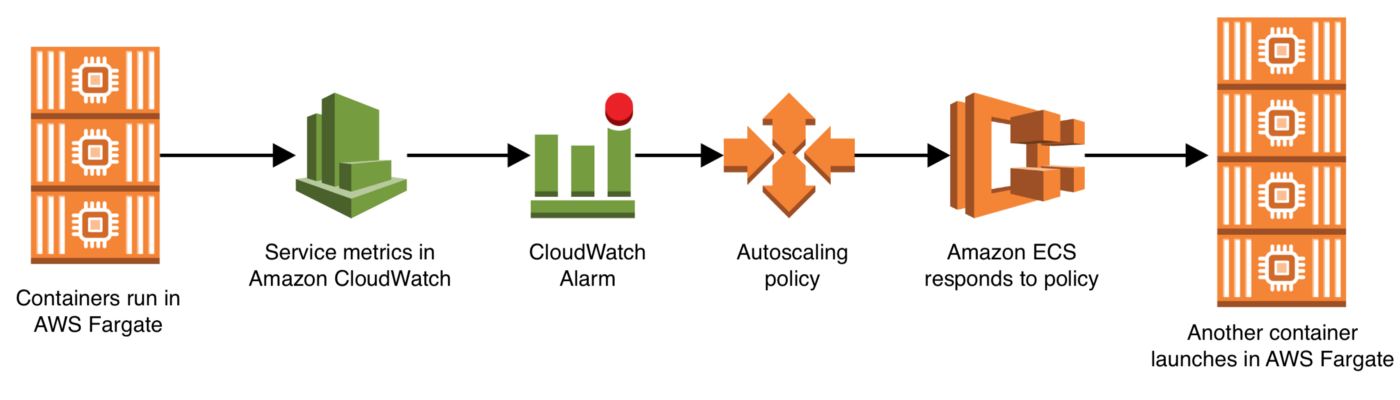 Containers run in
AWS Fargate
Service metrics in
Amazon CloudWatch
CloudWatch
Alarm
Autoscaling
policy
Amazon ECS
responds to policy
Another container
launches in AWS Fargate